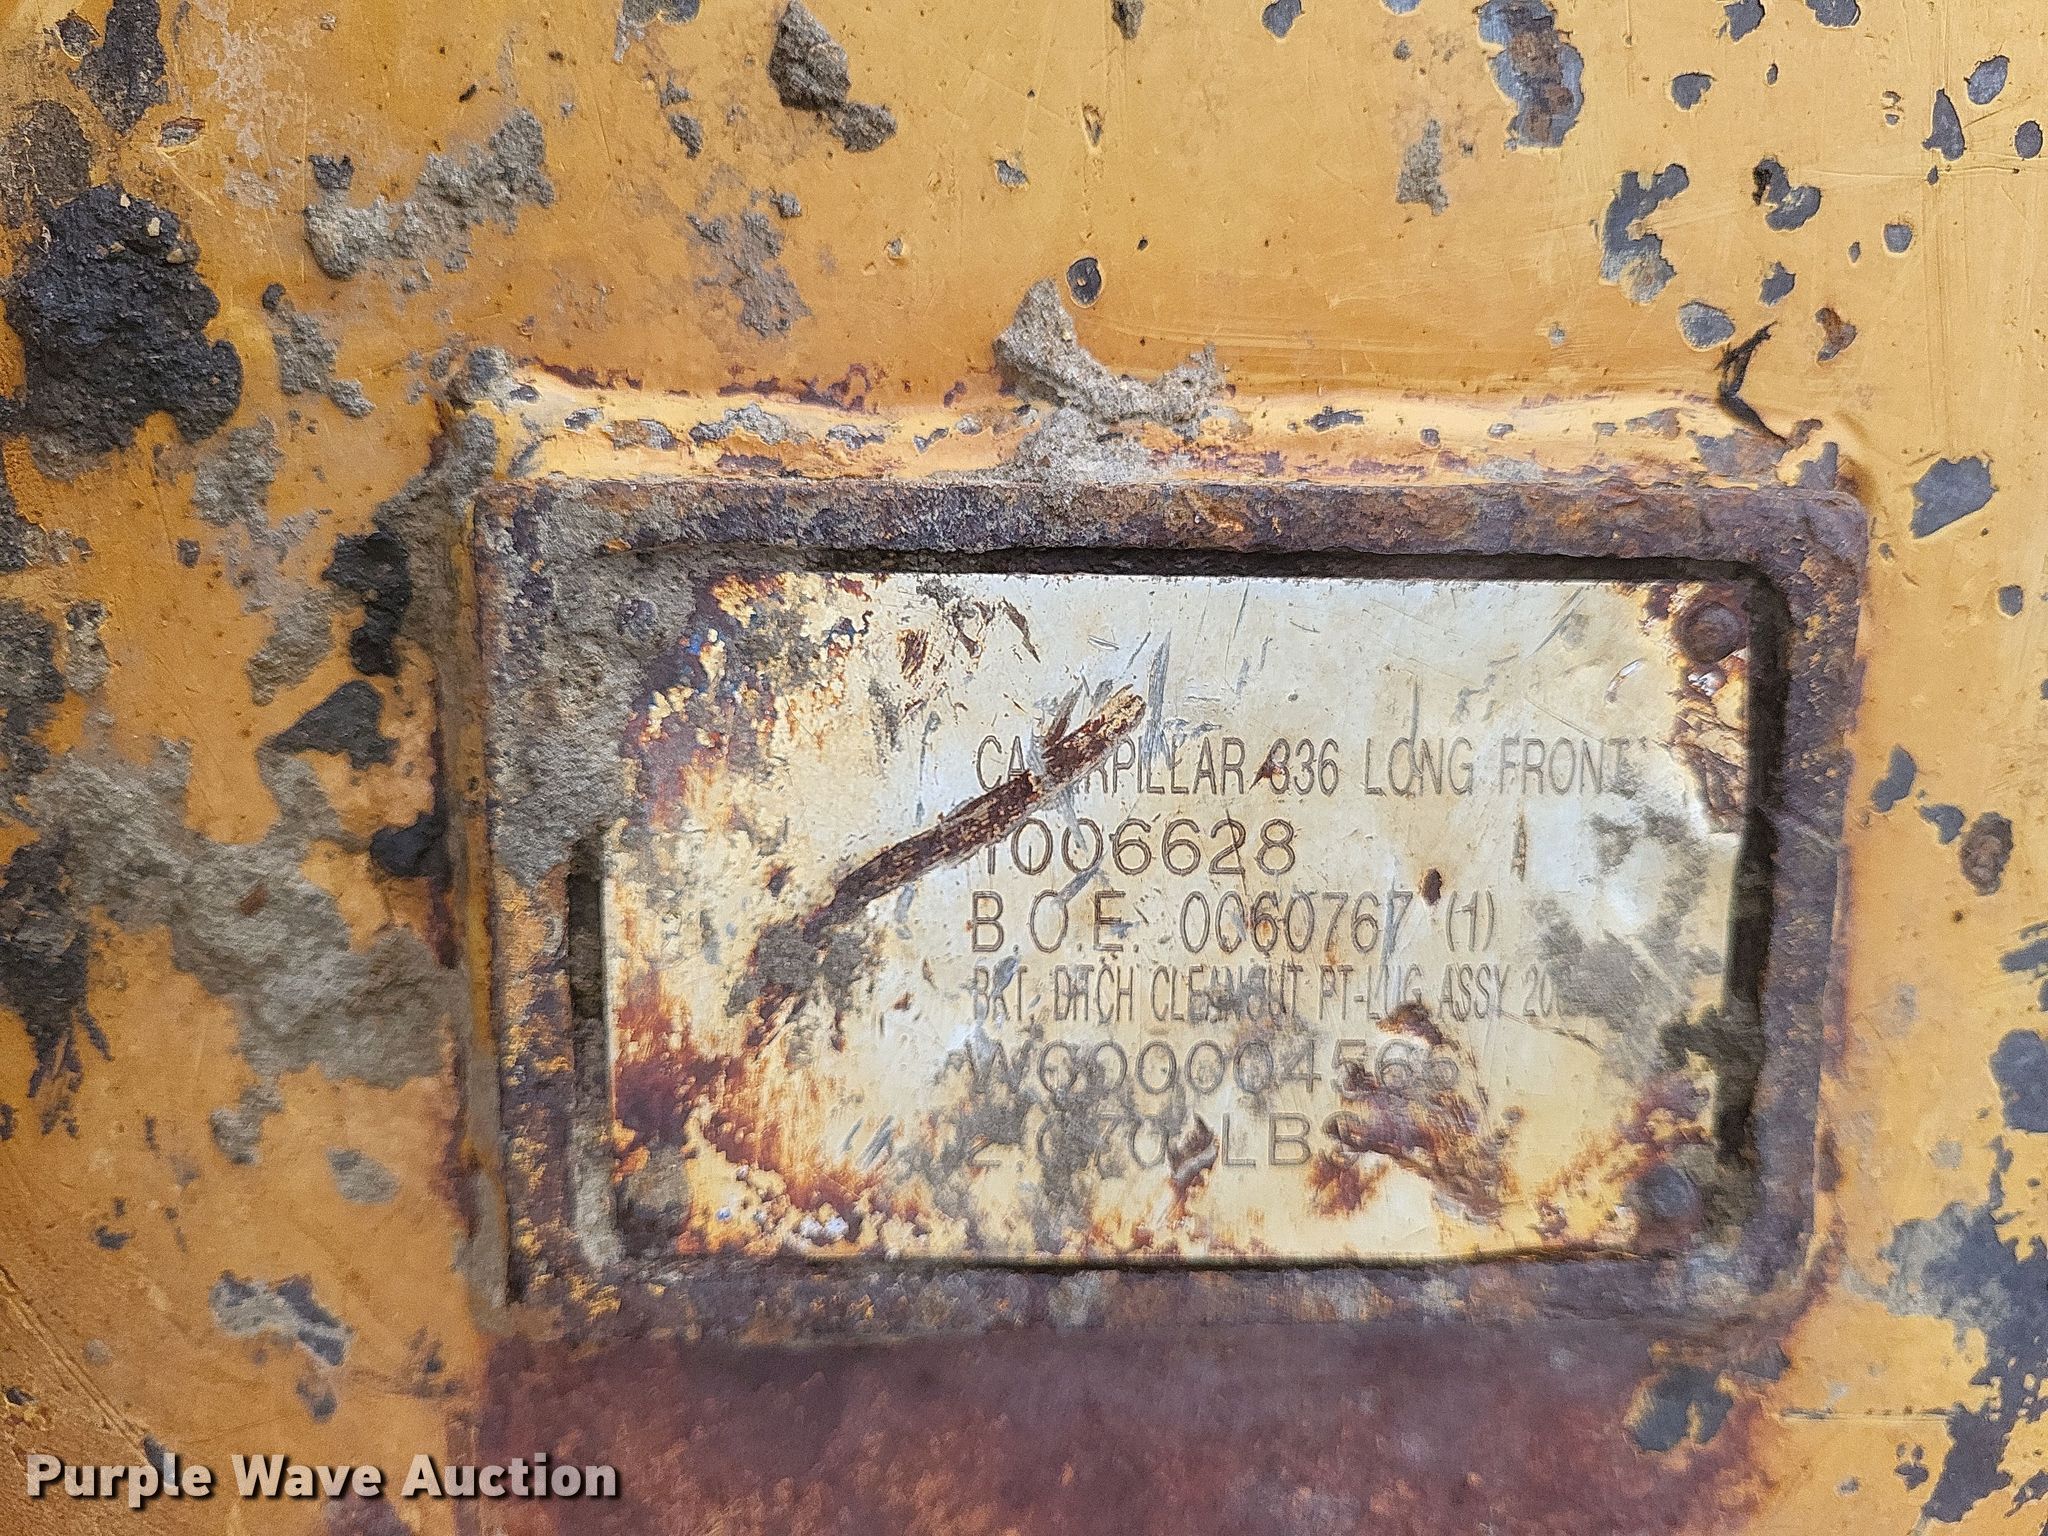 CATERPILLAR 336 LONG FRONT
1006628
B.O.E. 0060767 (1)
BKT. DITCH CLEANOUT PT-LUG ASSY
LBS
Purple Wave Auction